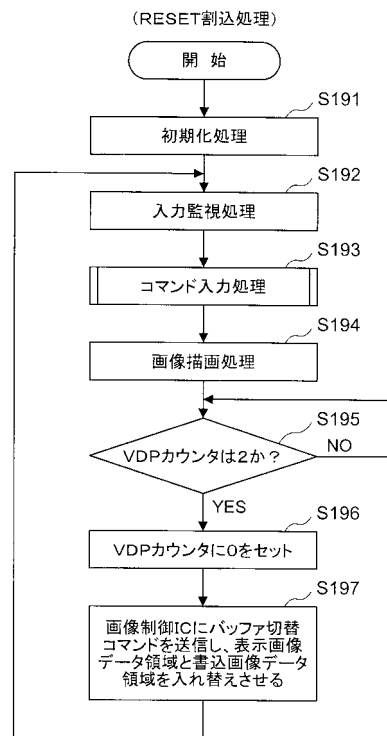 (RESET割込処理)
開 始
S191
初期化処理
S192
入力監視処理
S193
コマンド入力処理
S194
画像描画処理
S195
VDPカウンタは2か?
NO
YES
S196
VDPカウンタに0をセット
S197
画像制御ICにバッファ切替
コマンドを送信し、表示画像
データ領域と書込画像データ
領域を入れ替えさせる